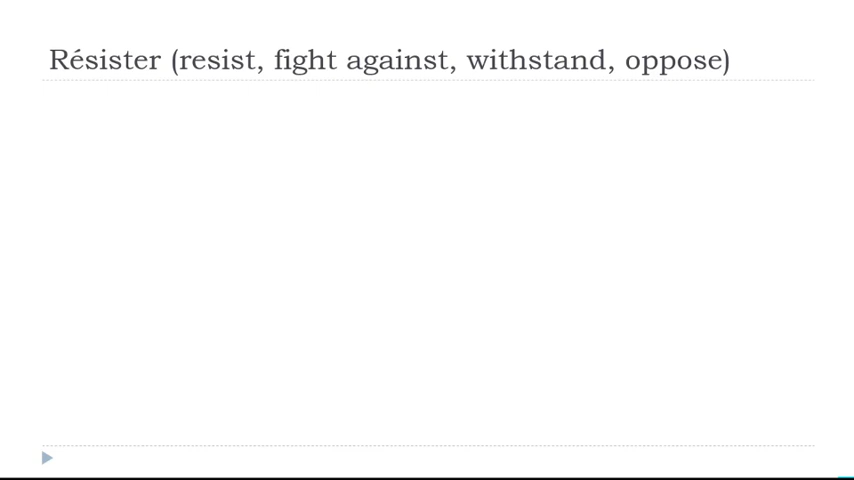 Résister (resist, fight against, withstand, oppose)